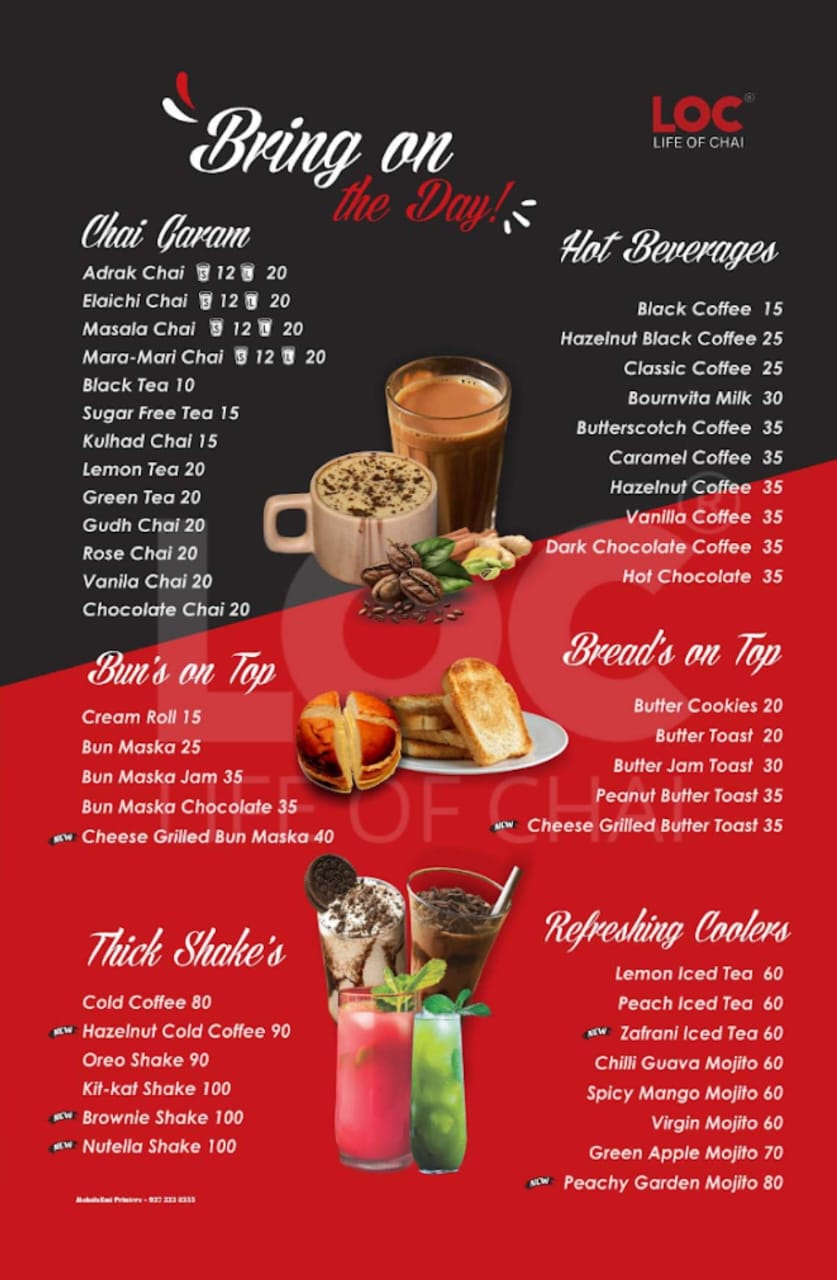 Bring on
the Day!
LOC®
LIFE OF CHAI
Chai Garam
Adrak Chai S 12 L 20
Elaichi Chai S 12 L 20
Masala Chai S 12 L 20
Mara-Mari Chai S 12 L 20
Black Tea 10
Sugar Free Tea 15
Kulhad Chai 15
Lemon Tea 20
Green Tea 20
Gudh Chai 20
Rose Chai 20
Vanila Chai 20
Chocolate Chai 20
Hot Beverages
Black Coffee 15
Hazelnut Black Coffee 25
Classic Coffee 25
Bournvita Milk 30
Butterscotch Coffee 35
Caramel Coffee 35
Hazelnut Coffee 35
Vanilla Coffee 35
Dark Chocolate Coffee 35
Hot Chocolate 35
LOC®
LIFE OF CHAI
Bun's on Top
Cream Roll 15
Bun Maska 25
Bun Maska Jam 35
Bun Maska Chocolate 35
NEW Cheese Grilled Bun Maska 40
Bread's on Top
Butter Cookies 20
Butter Toast 20
Butter Jam Toast 30
Peanut Butter Toast 35
NEW Cheese Grilled Butter Toast 35
Thick Shake's
Cold Coffee 80
NEW Hazelnut Cold Coffee 90
Oreo Shake 90
Kit-kat Shake 100
NEW Brownie Shake 100
NEW Nutella Shake 100
Refreshing Coolers
Lemon Iced Tea 60
Peach Iced Tea 60
NEW Zafrani Iced Tea 60
Chilli Guava Mojito 60
Spicy Mango Mojito 60
Virgin Mojito 60
Green Apple Mojito 70
NEW Peachy Garden Mojito 80